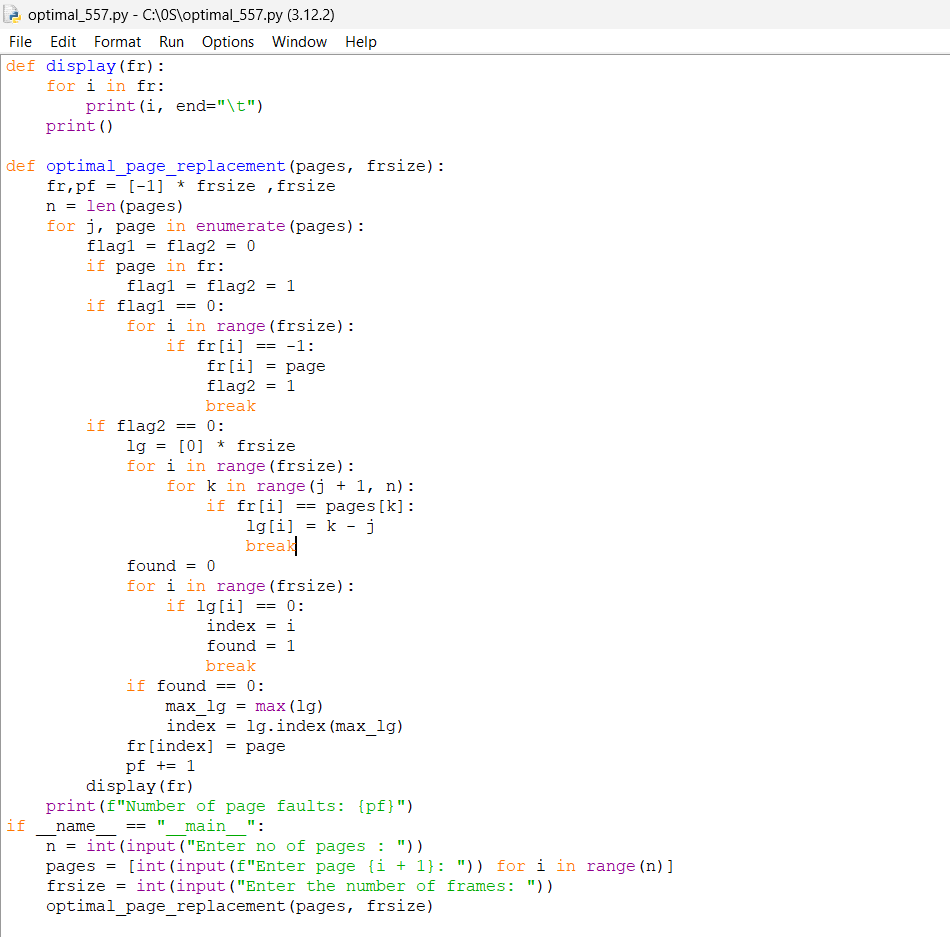 optimal_557.py - C:\0S\optimal_557.py (3.12.2)
File Edit Format Run Options Window Help
def display(fr):
    for i in fr:
        print(i, end="\t")
    print()

def optimal_page_replacement(pages, frsize):
    fr,pf = [-1] * frsize ,frsize
    n = len(pages)
    for j, page in enumerate(pages):
        flag1 = flag2 = 0
        if page in fr:
            flag1 = flag2 = 1
        if flag1 == 0:
            for i in range(frsize):
                if fr[i] == -1:
                    fr[i] = page
                    flag2 = 1
                    break
        if flag2 == 0:
            lg = [0] * frsize
            for i in range(frsize):
                for k in range(j + 1, n):
                    if fr[i] == pages[k]:
                        lg[i] = k - j
                        break
            found = 0
            for i in range(frsize):
                if lg[i] == 0:
                    index = i
                    found = 1
                    break
            if found == 0:
                max_lg = max(lg)
                index = lg.index(max_lg)
            fr[index] = page
            pf += 1
        display(fr)
    print(f"Number of page faults: {pf}")
if __name__ == "__main__":
    n = int(input("Enter no of pages : "))
    pages = [int(input(f"Enter page {i + 1}: ")) for i in range(n)]
    frsize = int(input("Enter the number of frames: "))
    optimal_page_replacement(pages, frsize)